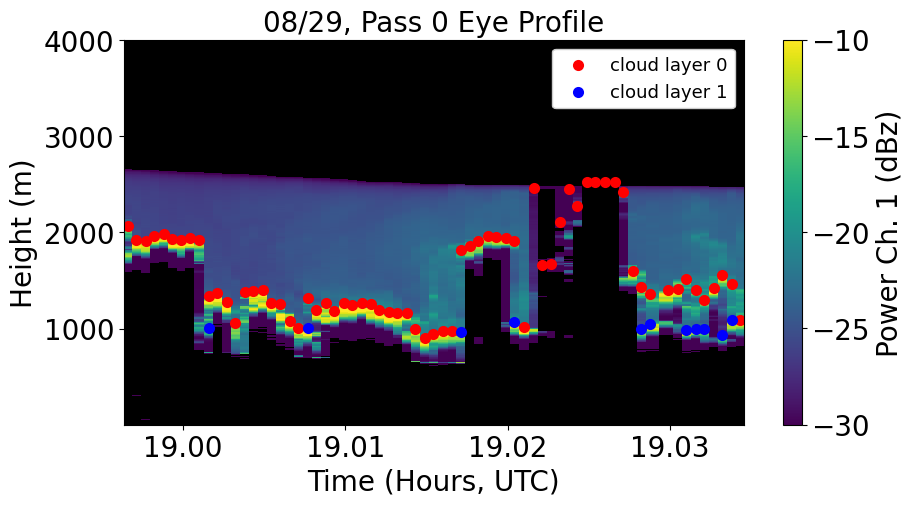 08/29, Pass 0 Eye Profile
cloud layer 0
cloud layer 1
4000
3000
2000
1000
Height (m)
19.00
19.01
19.02
19.03
Time (Hours, UTC)
−10
−15
−20
−25
−30
Power Ch. 1 (dBz)